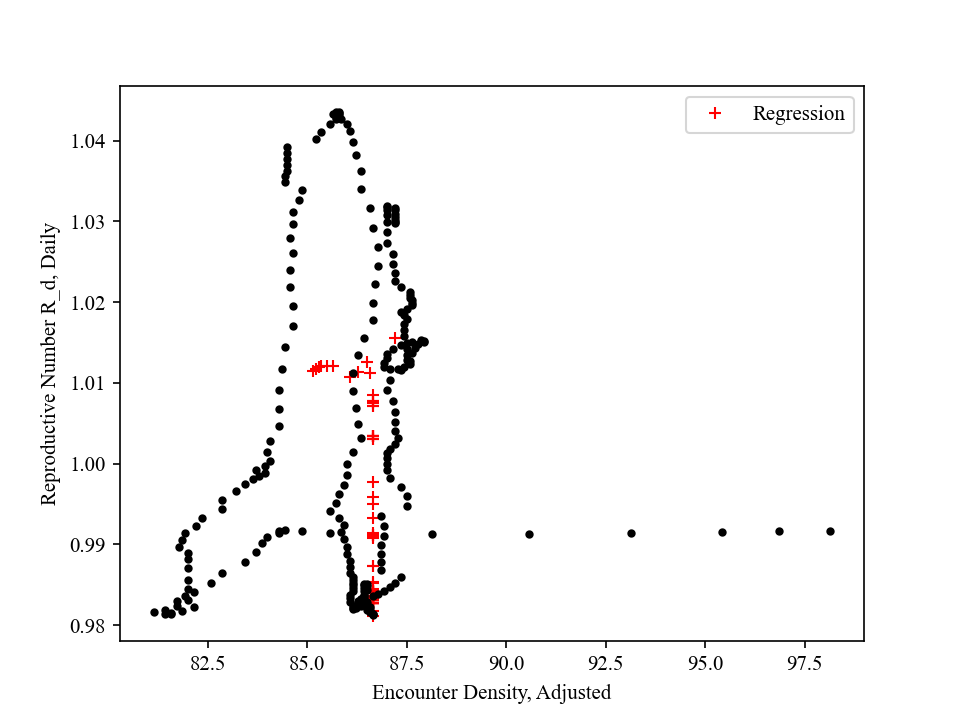 Regression
1.04
1.03
1.02
1.01
1.00
0.99
0.98
Reproductive Number R_d, Daily
82.5 85.0 87.5 90.0 92.5 95.0 97.5
Encounter Density, Adjusted